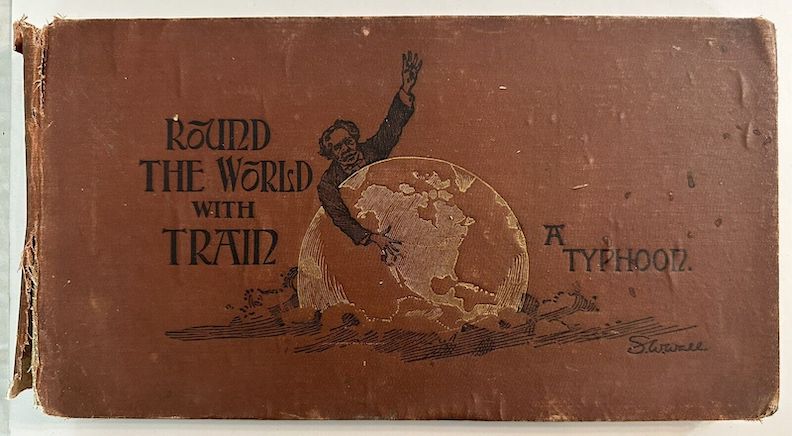 ROUND
THE WORLD
WITH
TRAIN
A
TYPHOON.
S.W.Wall.